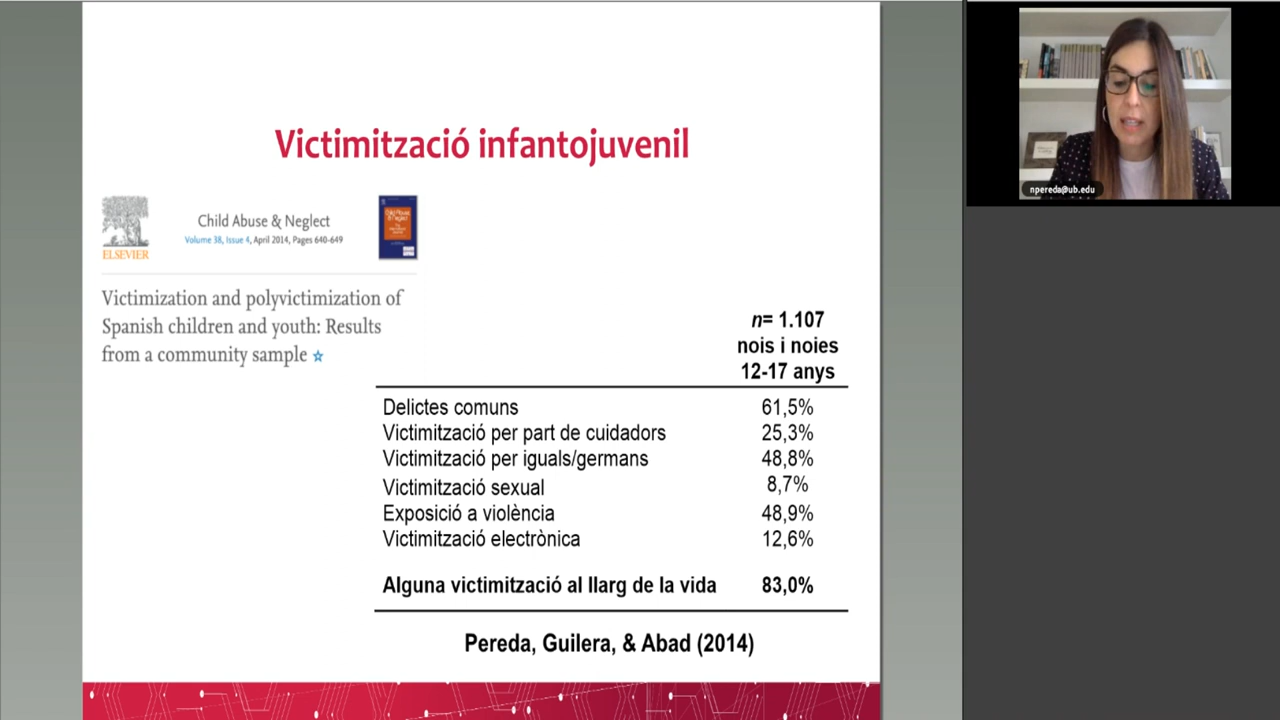 Victimització infantojuvenil
ELSEVIER
Child Abuse & Neglect
Volume 38, Issue 4, April 2014, Pages 640-649
Victimization and polyvictimization of
Spanish children and youth: Results
from a community sample
n= 1.107
nois i noies
12-17 anys
Delictes comuns 61,5%
Victimització per part de cuidadors 25,3%
Victimització per iguals/germans 48,8%
Victimització sexual 8,7%
Exposició a violència 48,9%
Victimització electrònica 12,6%
Alguna victimització al llarg de la vida 83,0%
Pereda, Guilera, & Abad (2014)
npereda@ub.edu